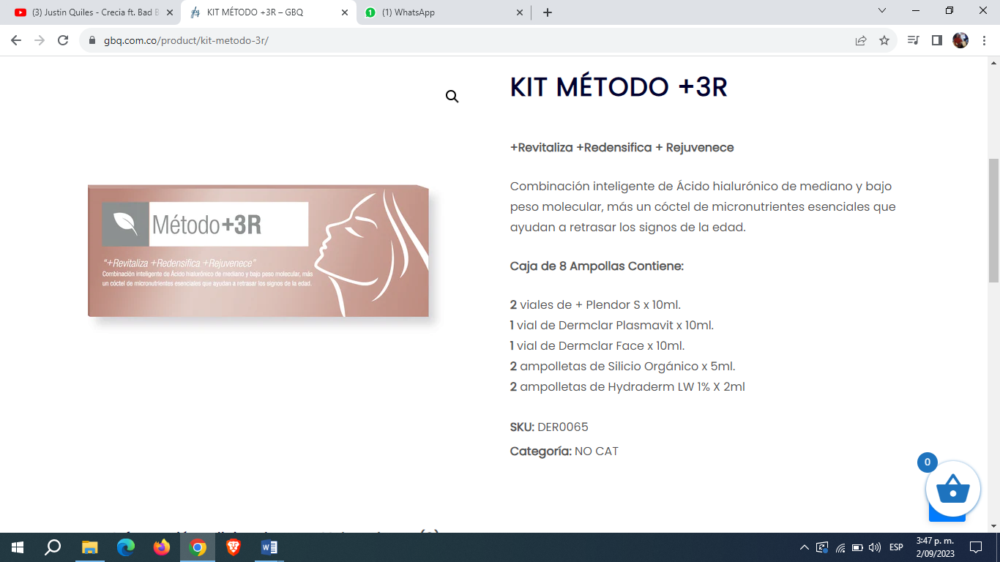 (3) Justin Quiles - Crecia ft. Bad B
KIT MÉTODO +3R – GBQ
(1) WhatsApp
gbq.com.co/product/kit-metodo-3r/
KIT MÉTODO +3R
+Revitaliza +Redensifica + Rejuvenece
Combinación inteligente de Ácido hialurónico de mediano y bajo
peso molecular, más un cóctel de micronutrientes esenciales que
ayudan a retrasar los signos de la edad.
Caja de 8 Ampollas Contiene:
2 viales de + Plendor S x 10ml.
1 vial de Dermclar Plasmavit x 10ml.
1 vial de Dermclar Face x 10ml.
2 ampolletas de Silicio Orgánico x 5ml.
2 ampolletas de Hydraderm LW 1% X 2ml
SKU: DER0065
Categoría: NO CAT
Método+3R
"+Revitaliza +Redensifica +Rejuvenece"
Combinación inteligente de Ácido hialurónico de mediano y bajo peso molecular, más
un cóctel de micronutrientes esenciales que ayudan a retrasar los signos de la edad.
0
ESP
3:47 p. m.
2/09/2023